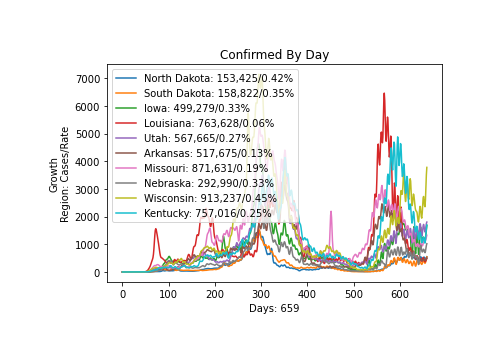 Confirmed By Day
Growth
Region: Cases/Rate
7000
6000
5000
4000
3000
2000
1000
0
North Dakota: 153,425/0.42%
South Dakota: 158,822/0.35%
Iowa: 499,279/0.33%
Louisiana: 763,628/0.06%
Utah: 567,665/0.27%
Arkansas: 517,675/0.13%
Missouri: 871,631/0.19%
Nebraska: 292,990/0.33%
Wisconsin: 913,237/0.45%
Kentucky: 757,016/0.25%
0 100 200 300 400 500 600
Days: 659